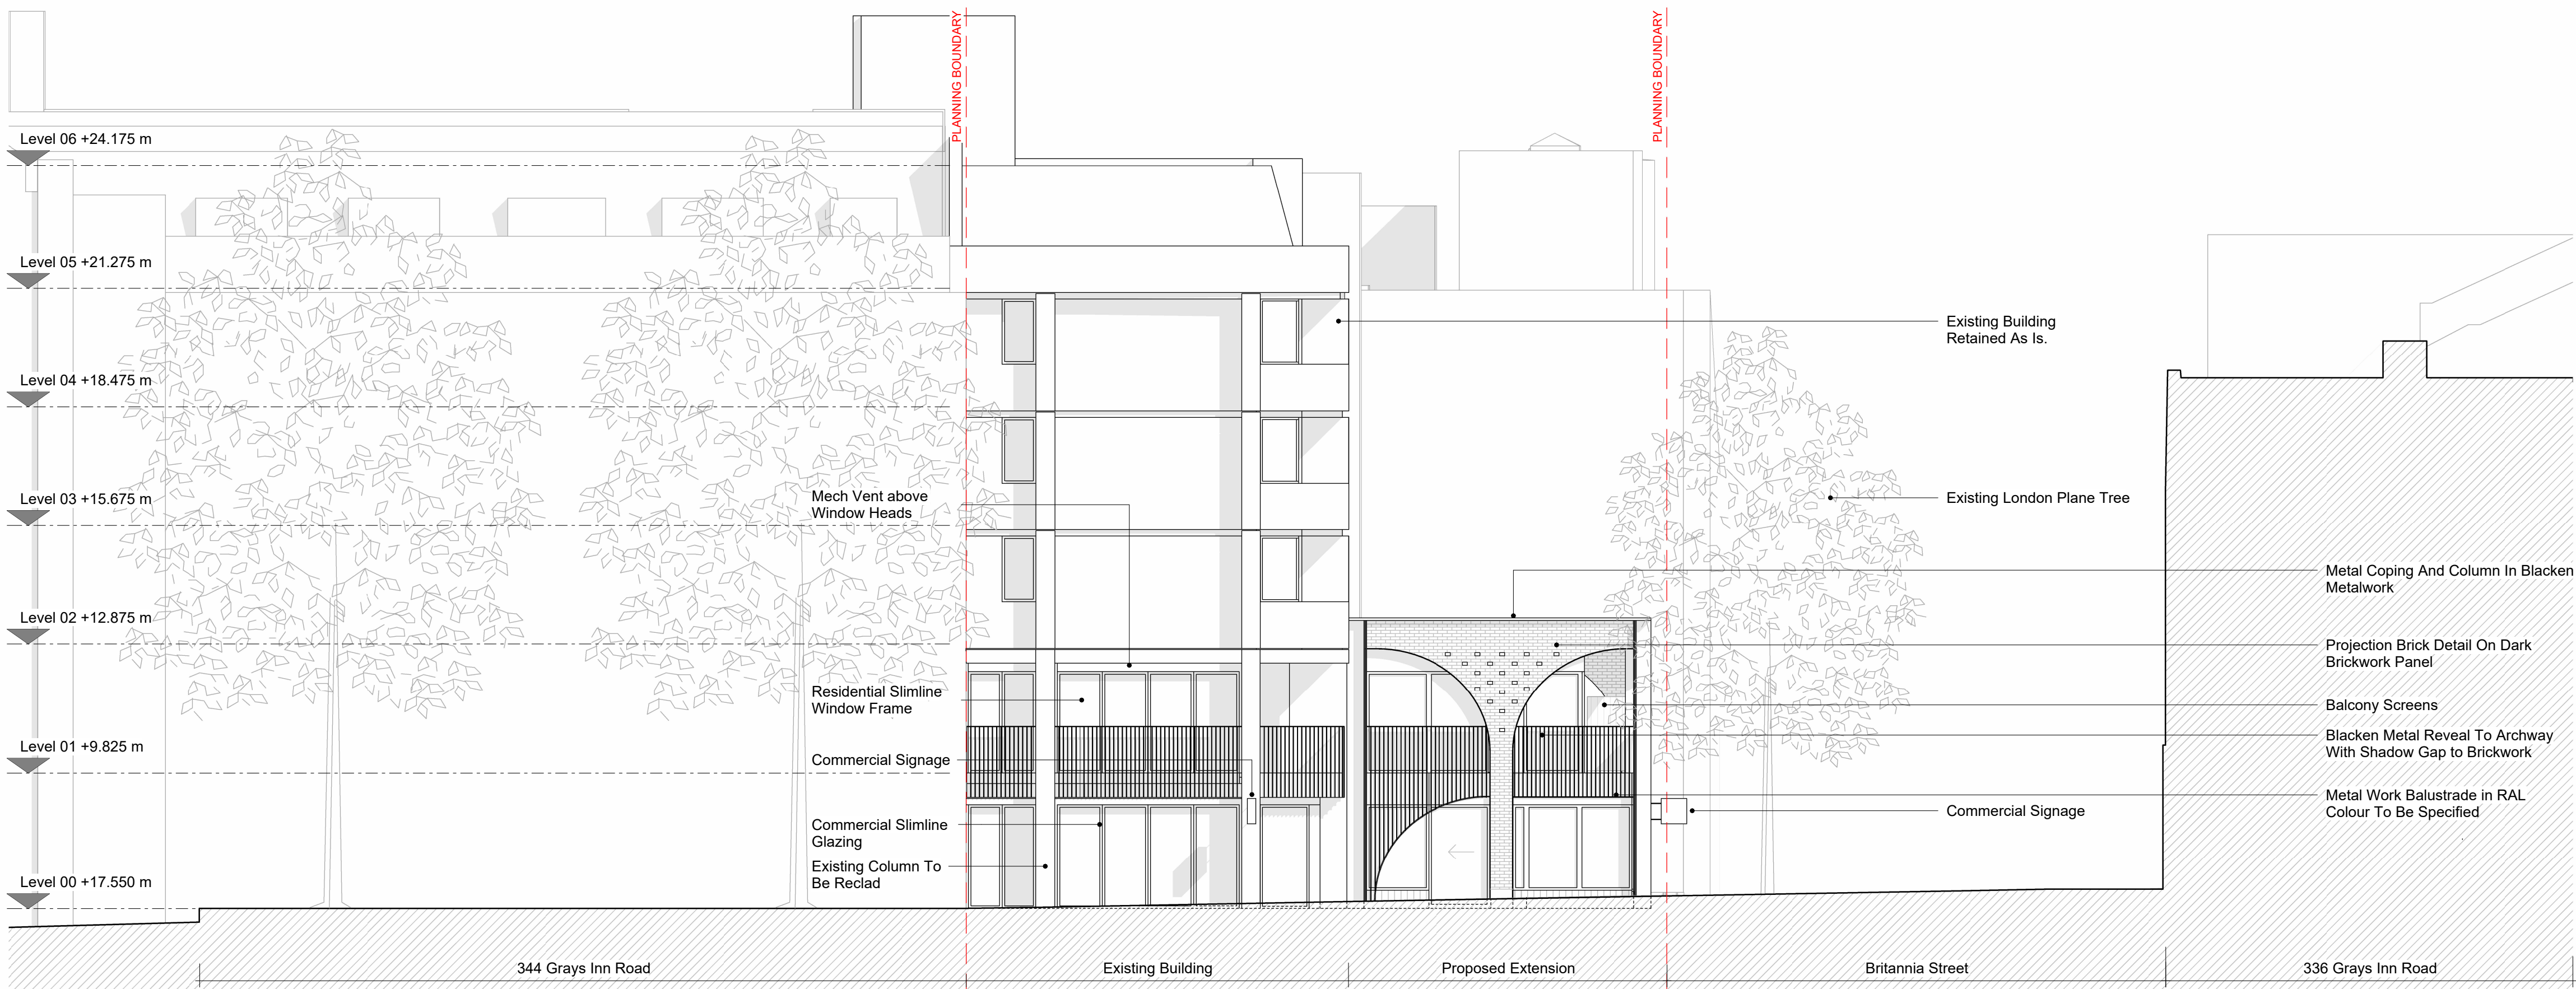 PLANNING BOUNDARY
PLANNING BOUNDARY
Level 06 +24.175 m
Level 05 +21.275 m
Level 04 +18.475 m
Level 03 +15.675 m
Level 02 +12.875 m
Level 01 +9.825 m
Level 00 +17.550 m
Mech Vent above
Window Heads
Residential Slimline
Window Frame
Commercial Signage
Commercial Slimline
Glazing
Existing Column To
Be Reclad
Existing Building
Retained As Is.
Existing London Plane Tree
Commercial Signage
Metal Coping And Column In Blacken
Metalwork
Projection Brick Detail On Dark
Brickwork Panel
Balcony Screens
Blacken Metal Reveal To Archway
With Shadow Gap to Brickwork
Metal Work Balustrade in RAL
Colour To Be Specified
344 Grays Inn Road
Existing Building
Proposed Extension
Britannia Street
336 Grays Inn Road